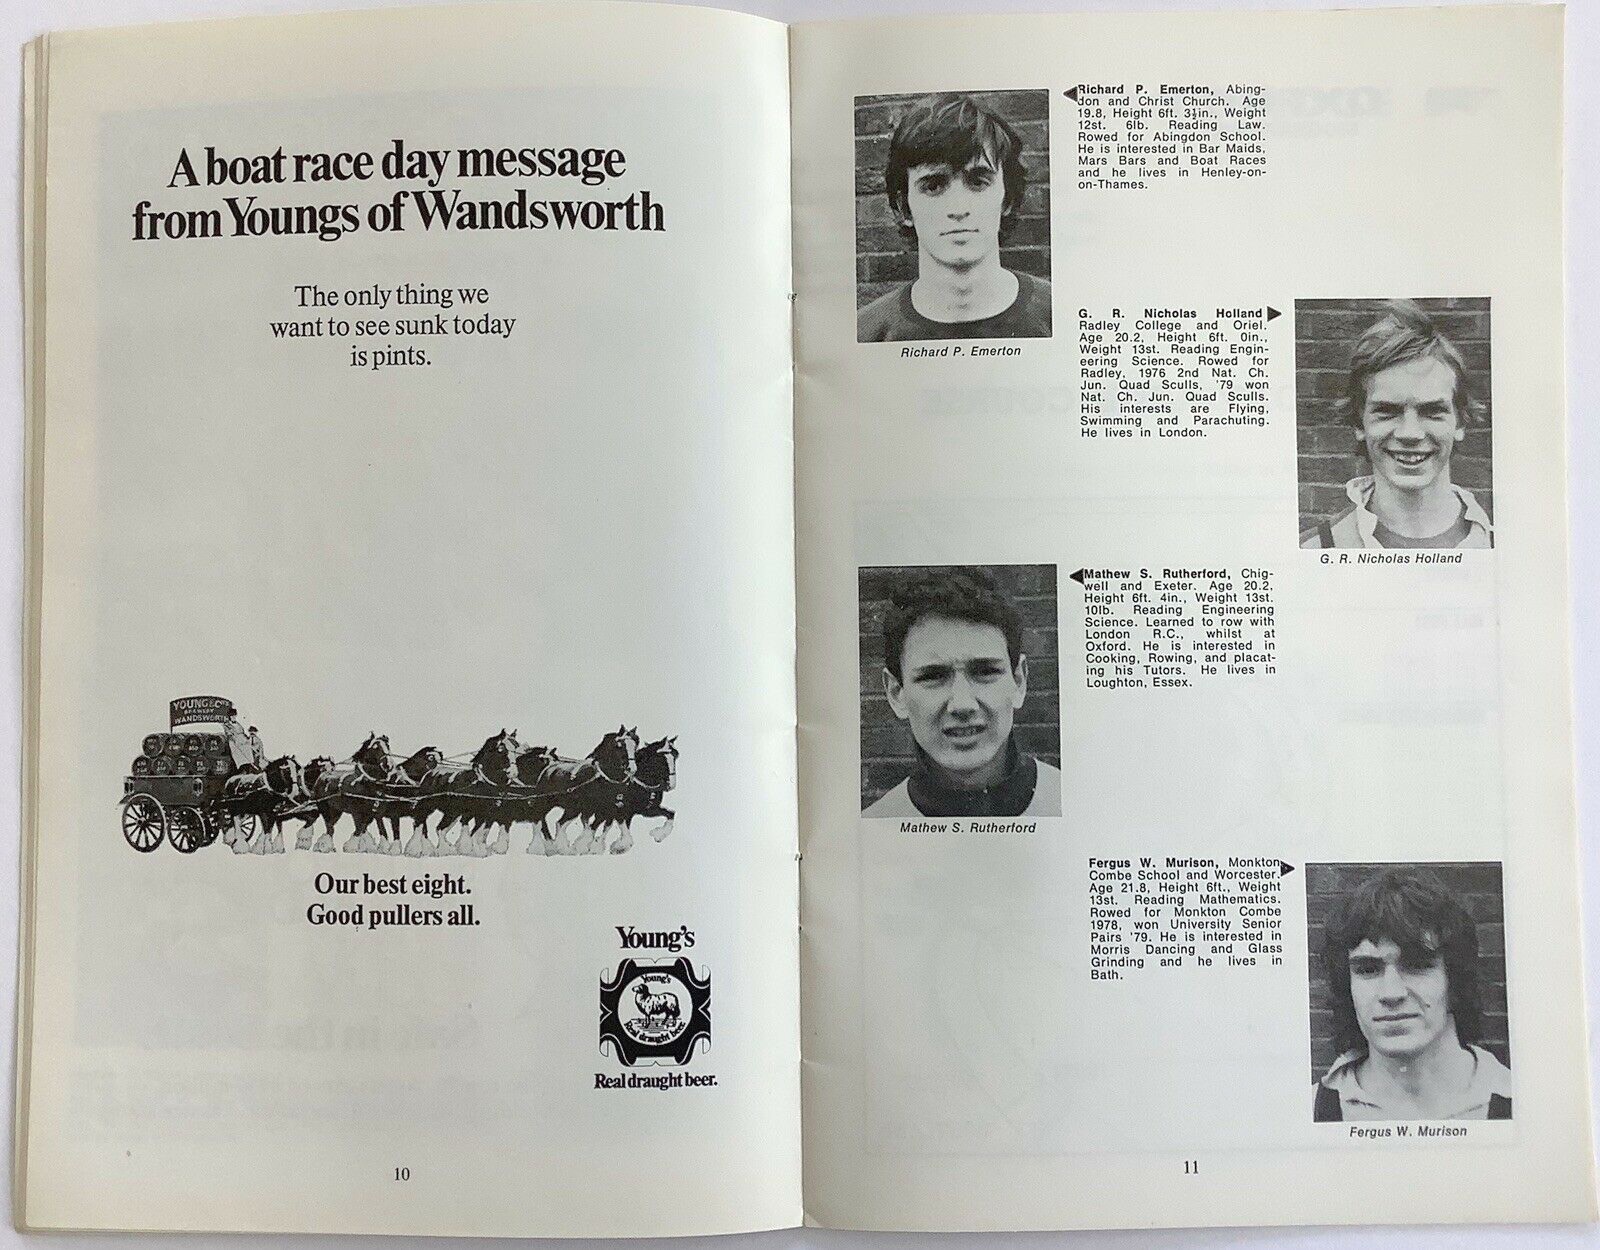 A boat race day message
from Youngs of Wandsworth
The only thing we
want to see sunk today
is pints.
YOUNG & CO'S
BREWERY
WANDSWORTH
Our best eight.
Good pullers all.
Young's
Young's
Real draught beer.
Real draught beer.
10
Richard P. Emerton, Abing-
don and Christ Church. Age
19.8, Height 6ft. 3½in., Weight
12st. 6lb. Reading Law.
Rowed for Abingdon School.
He is interested in Bar Maids,
Mars Bars and Boat Races
and he lives in Henley-on-
on-Thames.
Richard P. Emerton
G. R. Nicholas Holland
Radley College and Oriel.
Age 20.2, Height 6ft. 0in.,
Weight 13st. Reading Engin-
eering Science. Rowed for
Radley, 1976 2nd Nat. Ch.
Jun. Quad Sculls, '79 won
Nat. Ch. Jun. Quad Sculls.
His interests are Flying,
Swimming and Parachuting.
He lives in London.
G. R. Nicholas Holland
Mathew S. Rutherford, Chig-
well and Exeter. Age 20.2,
Height 6ft. 4in., Weight 13st.
10lb. Reading Engineering
Science. Learned to row with
London R.C., whilst at
Oxford. He is interested in
Cooking, Rowing, and placat-
ing his Tutors. He lives in
Loughton, Essex.
Mathew S. Rutherford
Fergus W. Murison, Monkton
Combe School and Worcester.
Age 21.8, Height 6ft., Weight
13st. Reading Mathematics.
Rowed for Monkton Combe
1978, won University Senior
Pairs '79. He is interested in
Morris Dancing and Glass
Grinding and he lives in
Bath.
Fergus W. Murison
11